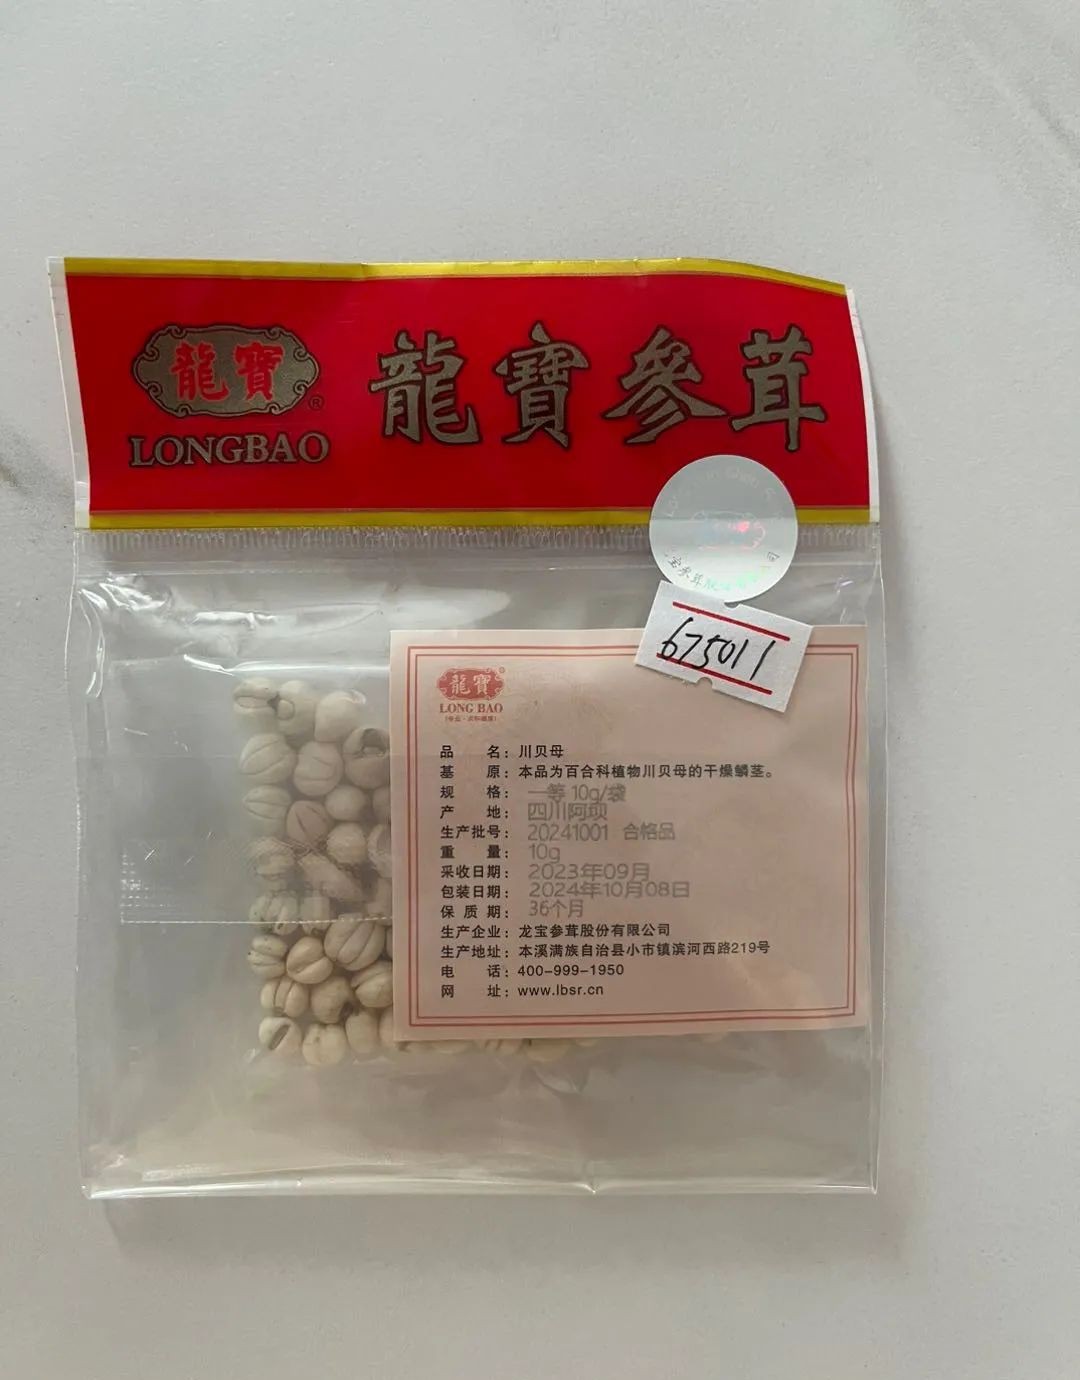 龍寶®
LONGBAO
龍寶參茸
675011
龍寶®
LONG BAO
品 名：川贝母
基 原：本品为百合科植物川贝母的干燥鳞茎。
规 格：一等 10g/袋
产 地：四川阿坝
生产批号：20241001 合格品
重 量：10g
采收日期：2023年09月
包装日期：2024年10月08日
保 质 期：36个月
生产企业：龙宝参茸股份有限公司
生产地址：本溪满族自治县小市镇滨河西路219号
电 话：400-999-1950
网 址：www.lbsr.cn